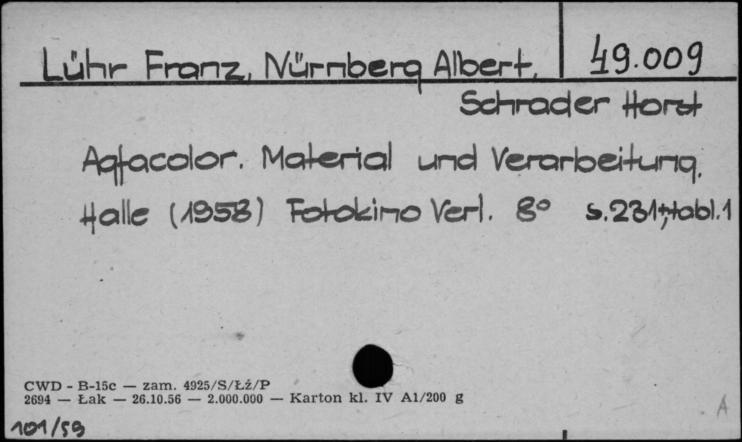 Lühr Franz, Nürnberg Albert, 49.009
Schrader Horst
Agfacolor. Material und Verarbeitung.
Halle (1958) Fotokino Verl. 8° s.231+tabl.1
CWD - B-15c — zam. 4925/S/Łź/P
2694 — Łak — 26.10.56 — 2.000.000 — Karton kl. IV A1/200 g
A
101/59